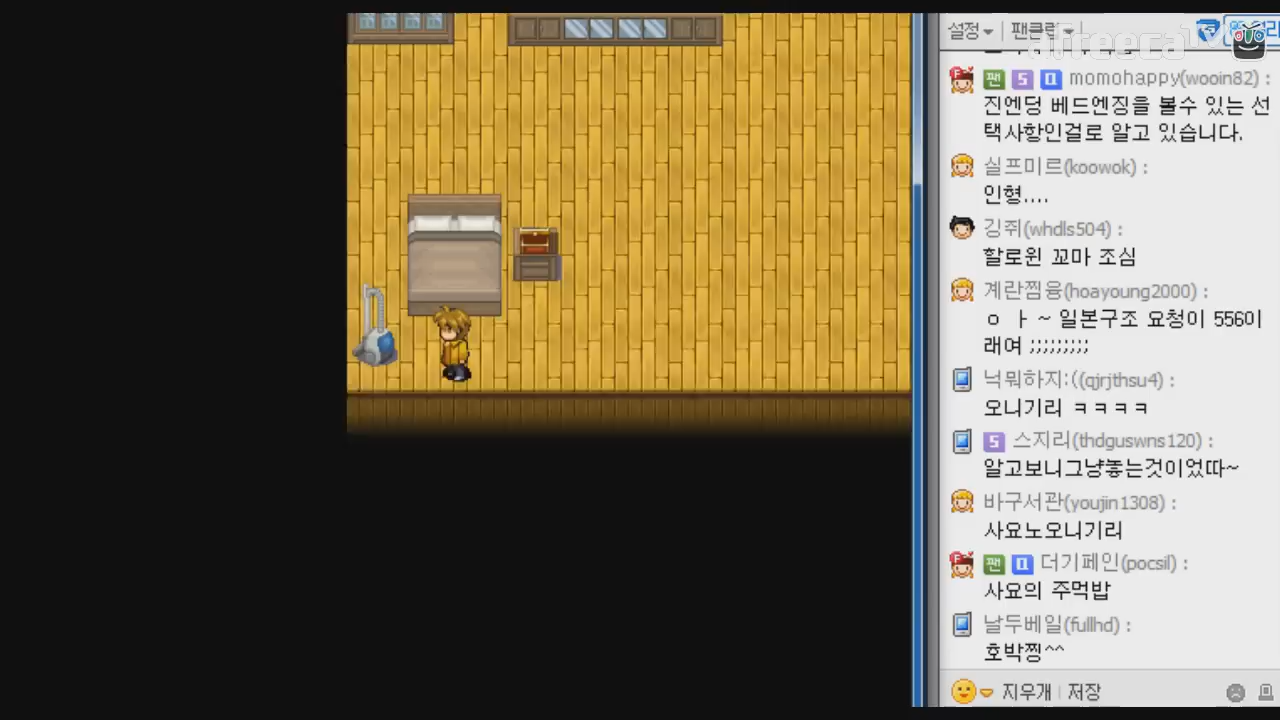 설정 팬클럽
afreecaTV
momohappy(wooin82) :
진엔딩 베드엔징을 볼수 있는 선
택사항인걸로 알고 있습니다.
실프미르(koowok) :
인형....
깅쥐(whdls504) :
할로윈 꼬마 조심
계란찜융(hoayoung2000) :
ㅇ ㅏ ~ 일본구조 요청이 556이
래여 ;;;;;;;;;
넉뭐하지:((qjrjthsu4) :
오니기리 ㅋㅋㅋㅋ
S 스지리(thdguswns120) :
알고보니그냥놓는것이었따~
바구서관(youjin1308) :
사요노오니기리
팬 더기페인(pocsil) :
사요의 주먹밥
날두베일(fullhd) :
호박찡^^
지우개 저장